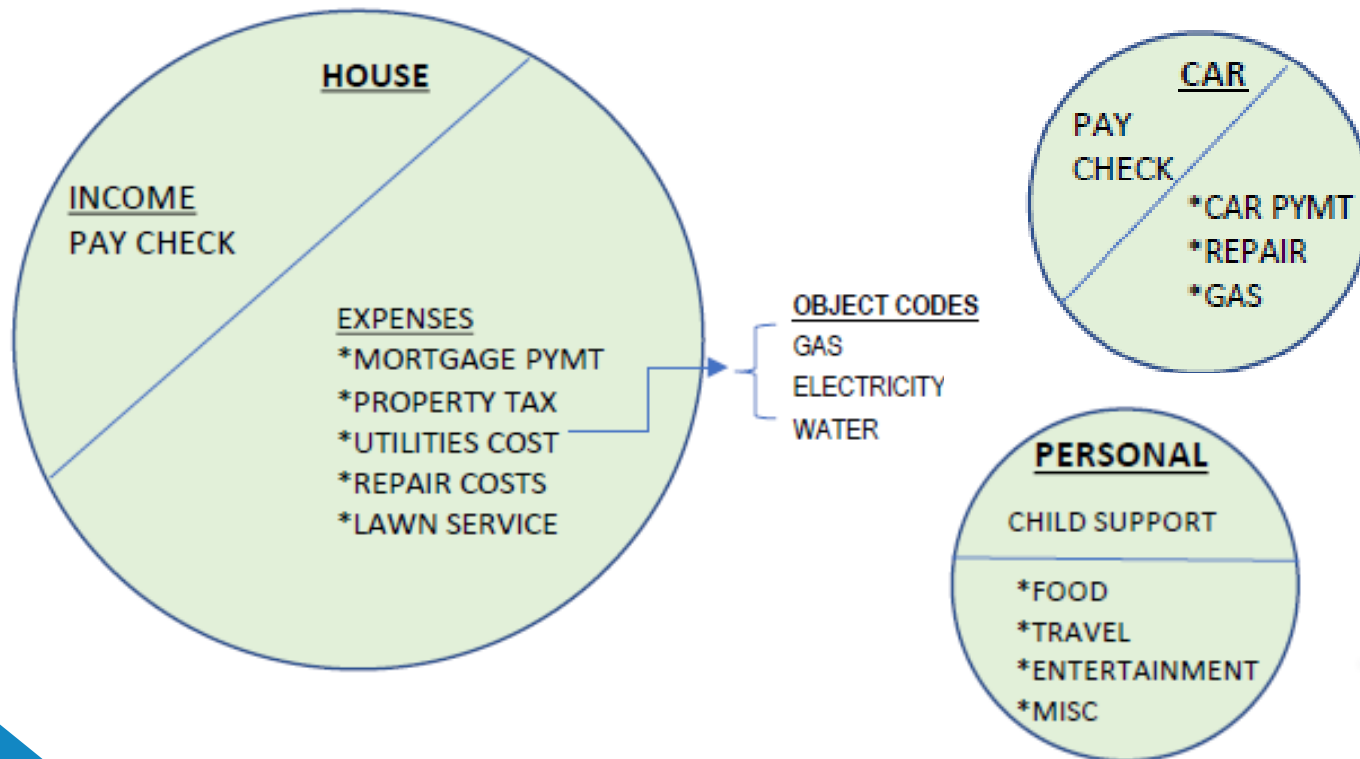 HOUSE
INCOME
PAY CHECK
EXPENSES
*MORTGAGE PYMT
*PROPERTY TAX
*UTILITIES COST
*REPAIR COSTS
*LAWN SERVICE
OBJECT CODES
GAS
ELECTRICITY
WATER
CAR
PAY
CHECK
*CAR PYMT
*REPAIR
*GAS
PERSONAL
CHILD SUPPORT
*FOOD
*TRAVEL
*ENTERTAINMENT
*MISC